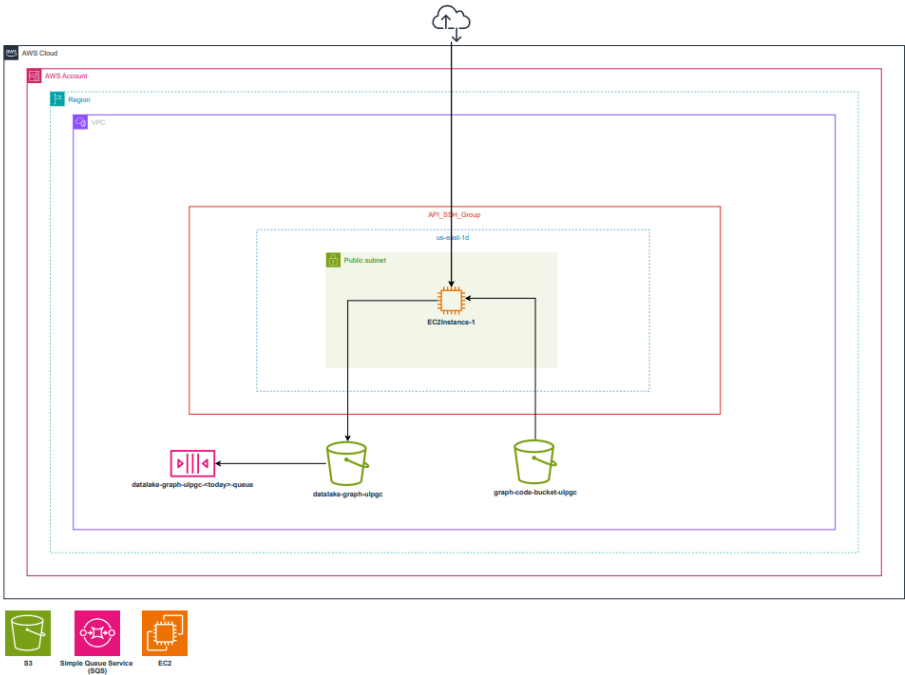 AWS Cloud
AWS Account
Region
VPC
API_SSH_Group
us-east-1d
Public subnet
EC2Instance-1
datalake-graph-ulpgc-<today>-queue
datalake-graph-ulpgc
graph-code-bucket-ulpgc
S3
Simple Queue Service
(SQS)
EC2